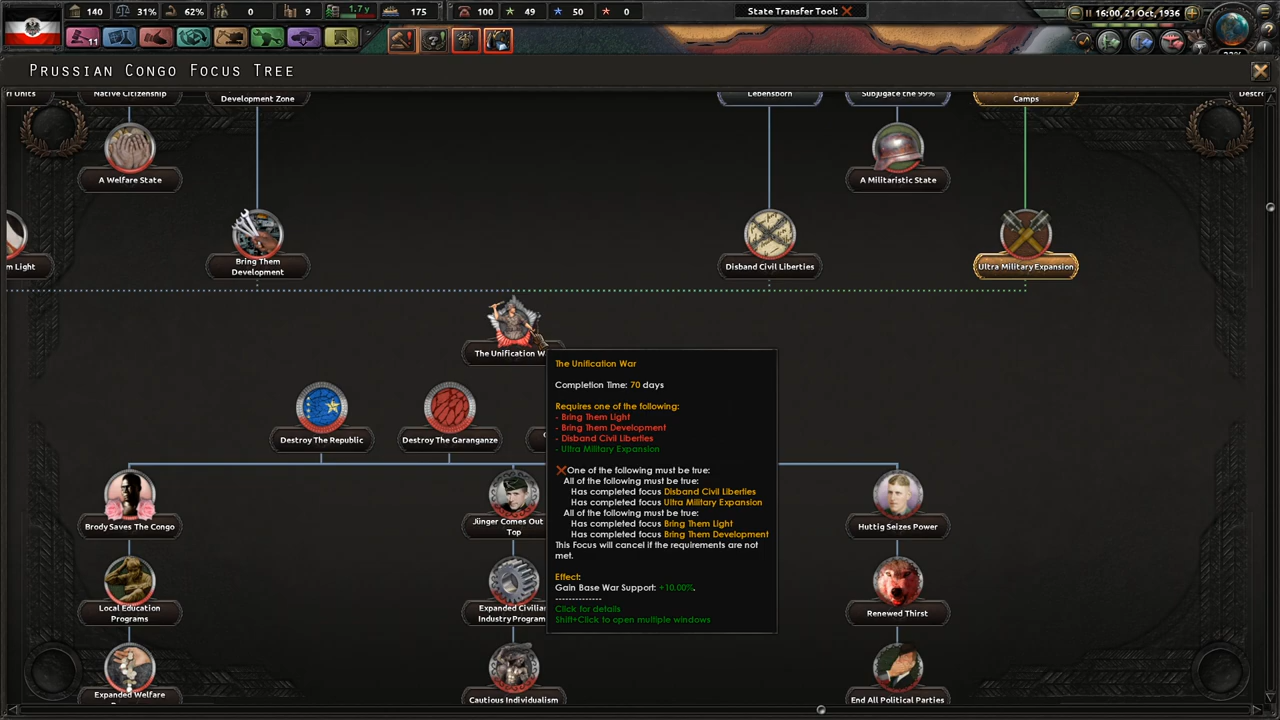 140 31% 62% 0 9 1.7 y 175 100 49 50 0 State Transfer Tool: 16:00, 21 Oct, 1936
11
Prussian Congo Focus Tree
Native Citizenship
Development Zone
Lebensborn
Subjugate the 99%
Camps
A Welfare State
A Militaristic State
m Light
Bring Them
Development
Disband Civil Liberties
Ultra Military Expansion
The Unification W
Destroy The Republic
Destroy The Garanganze
The Unification War
Completion Time: 70 days
Requires one of the following:
- Bring Them Light
- Bring Them Development
- Disband Civil Liberties
- Ultra Military Expansion
One of the following must be true:
All of the following must be true:
Has completed focus Disband Civil Liberties
Has completed focus Ultra Military Expansion
All of the following must be true:
Has completed focus Bring Them Light
Has completed focus Bring Them Development
This Focus will cancel if the requirements are not
met.
Effect:
Gain Base War Support: +10.00%.
--------------
Click for details
Shift+Click to open multiple windows
Brody Saves The Congo
Jünger Comes Out
Top
Huttig Seizes Power
Local Education
Programs
Expanded Civilian
Industry Program
Renewed Thirst
Expanded Welfare
Cautious Individualism
End All Political Parties